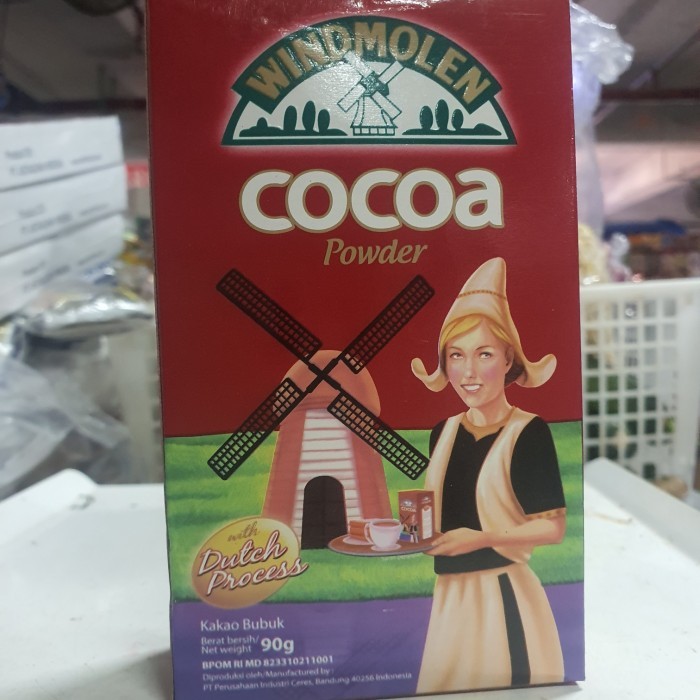 WINDMOLEN
cocoa
Powder
with
Dutch
Process
Kakao Bubuk
Berat bersih/
Net weight 90g
BPOM RI MD 823310211001
Diproduksi oleh/Manufactured by :
PT Perusahaan Industri Ceres, Bandung 40256 Indonesia